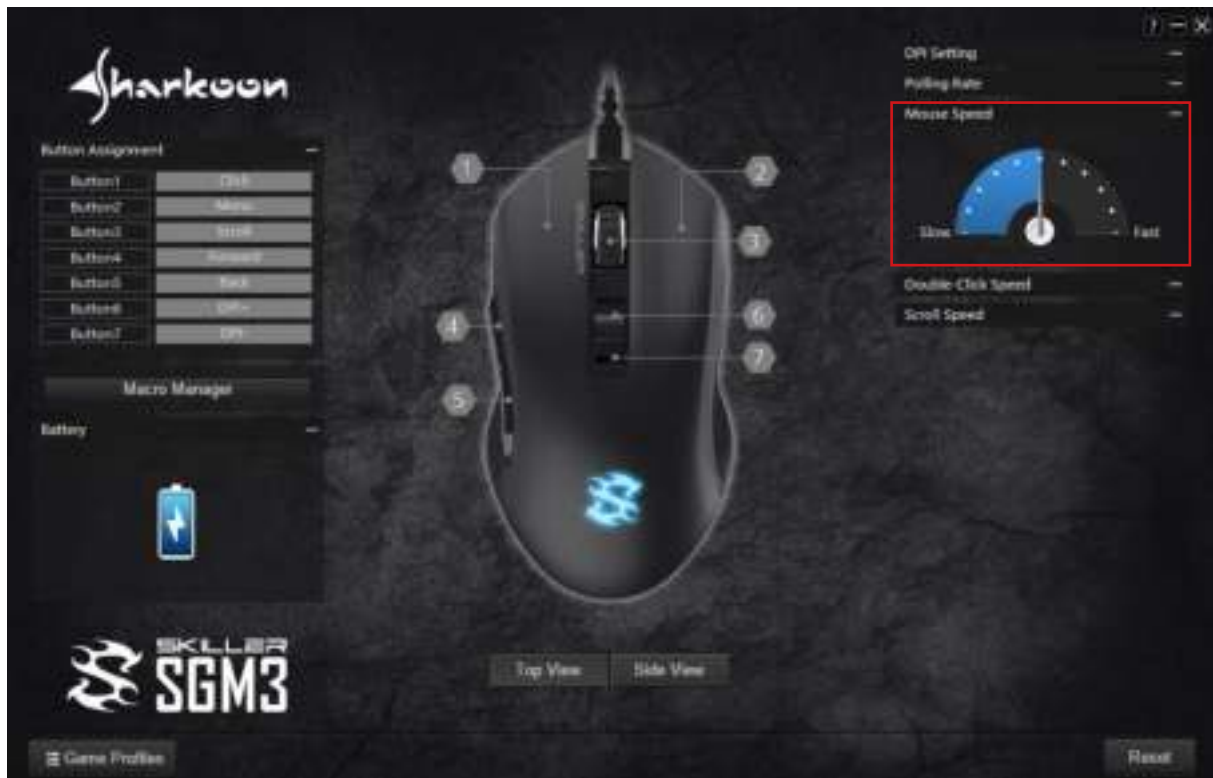 ? 
Sharkoon
Button Assignment
Button1 Click
Button2 Menu
Button3 Scroll
Button4 Forward
Button5 Back
Button6 DPI+
Button7 DPI-
Macro Manager
Battery
SKILLER
SGM3
Game Profiles
1
2
3
4
5
6
7
Top View
Side View
DPI Setting
Polling Rate
Mouse Speed
Slow
Fast
Double-Click Speed
Scroll Speed
Reset